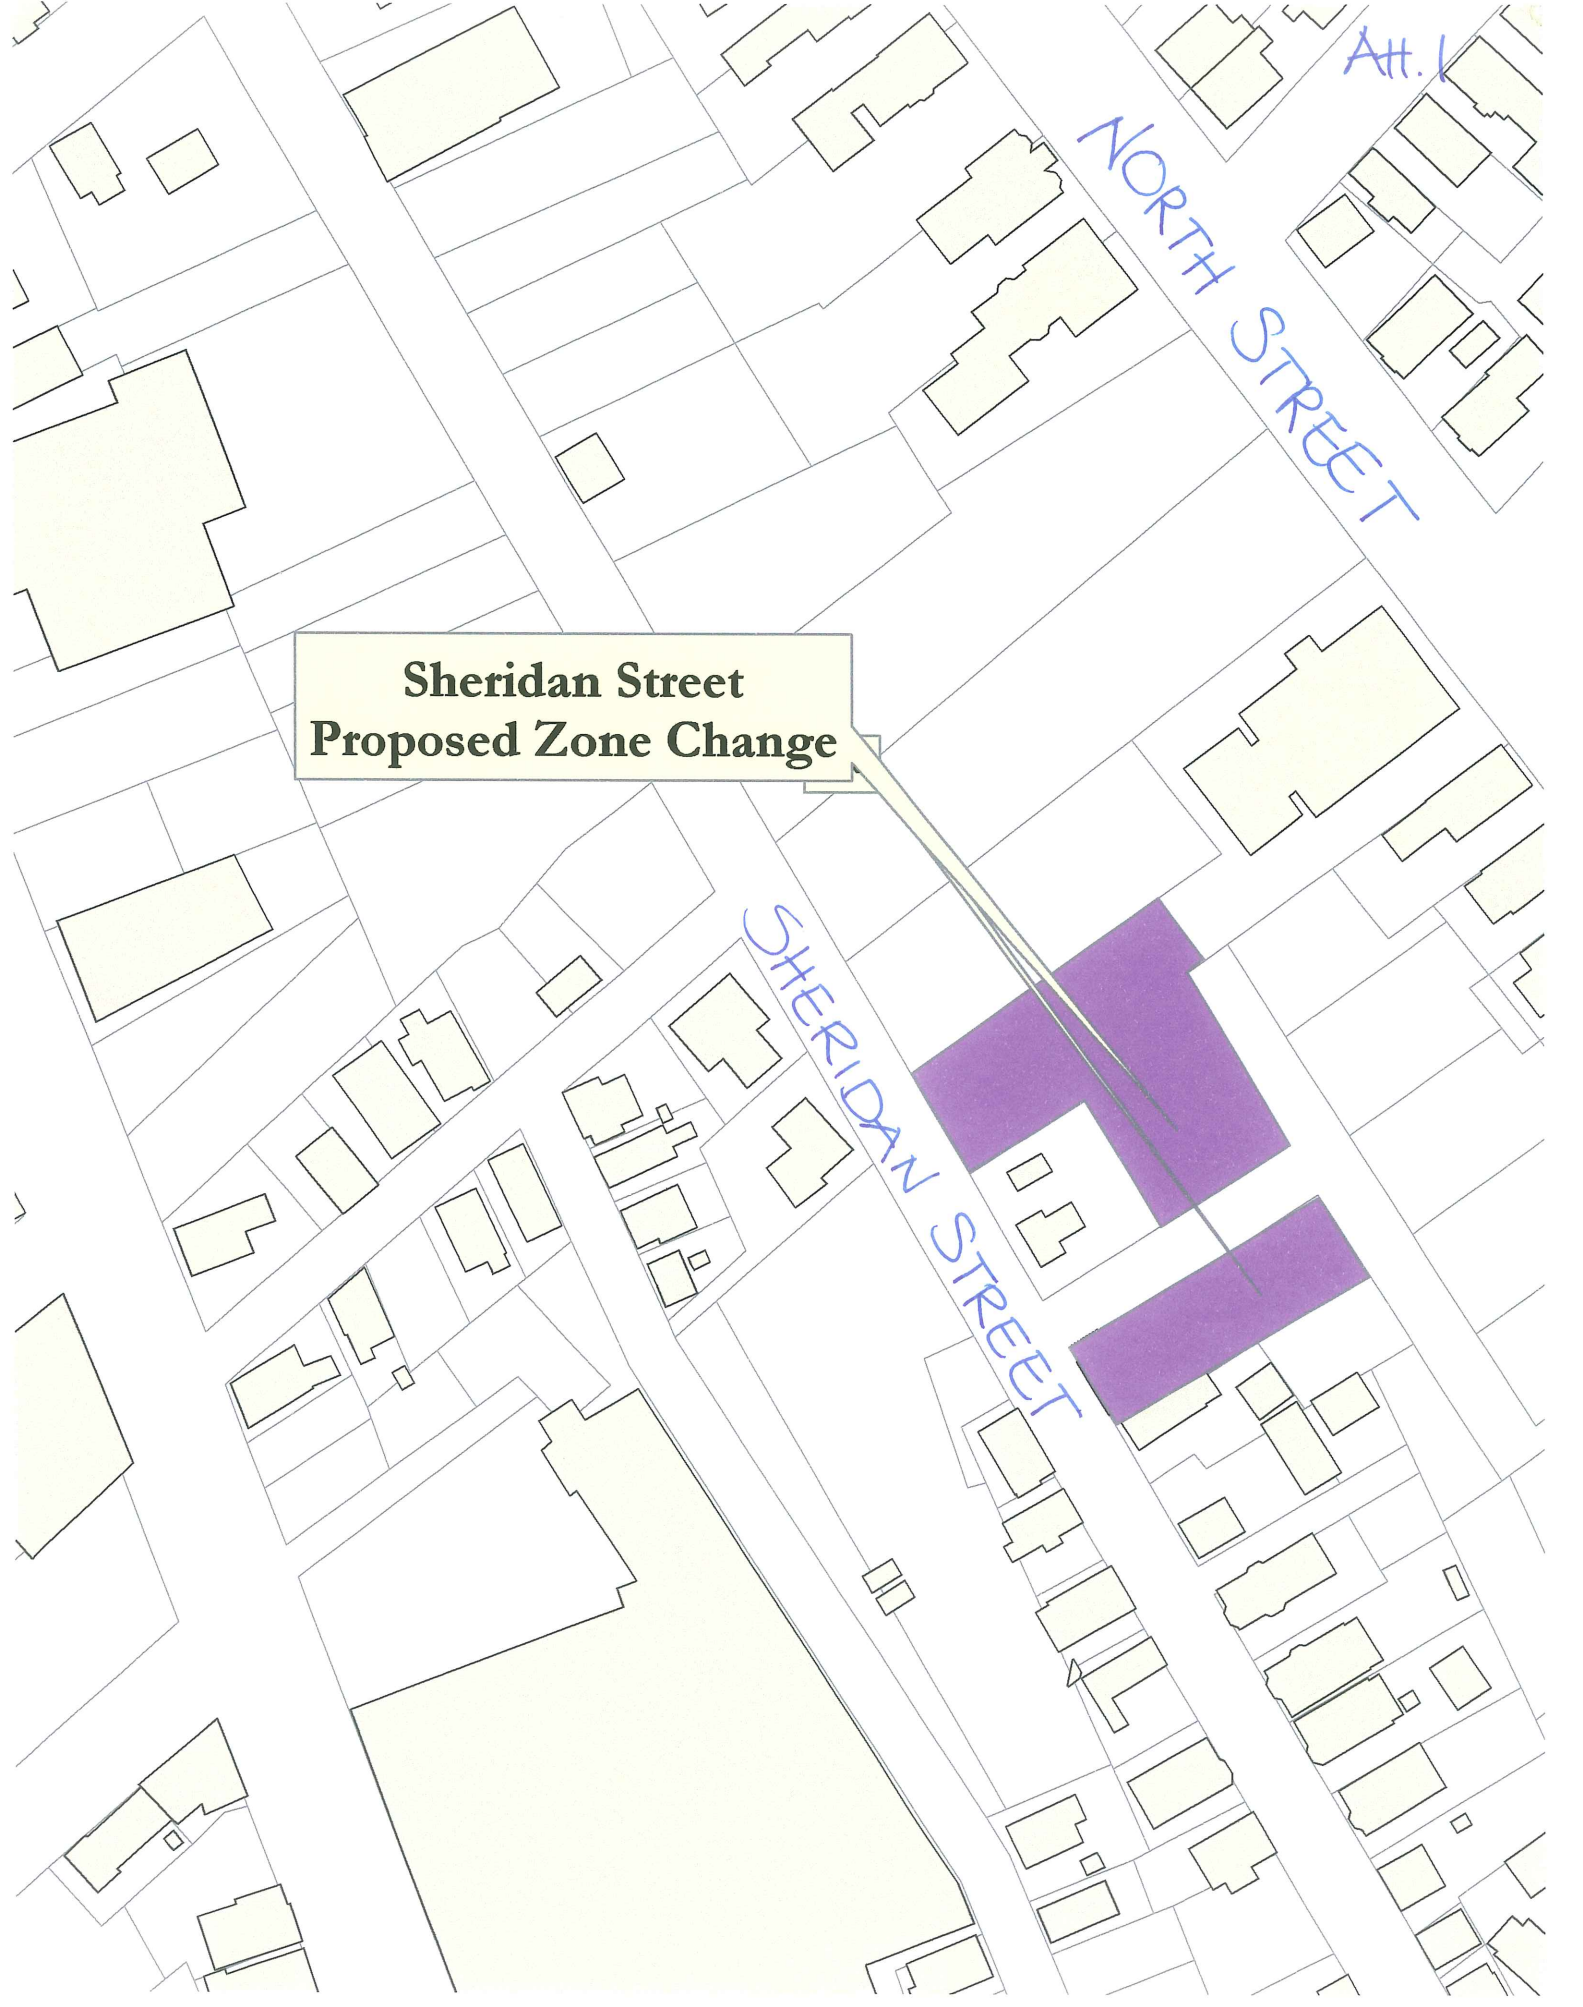 Att. 1
NORTH STREET
Sheridan Street
Proposed Zone Change
SHERIDAN STREET